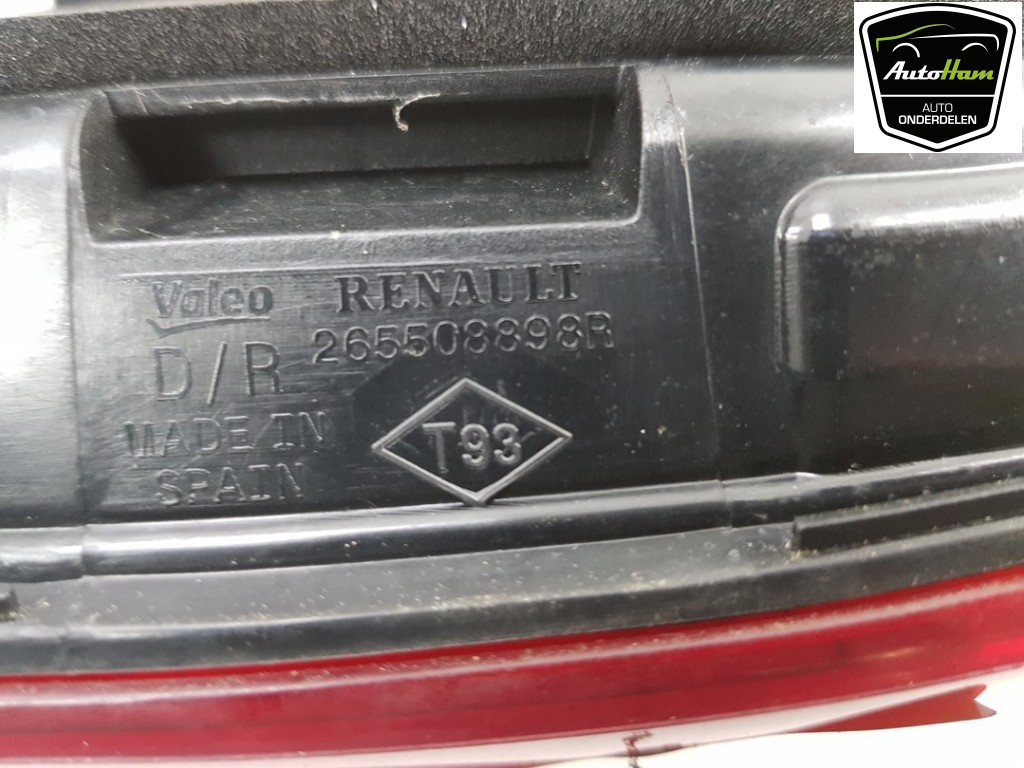 AutoHam
AUTO
ONDERDELEN
Valeo RENAULT
D/R 265508898R
MADE IN
SPAIN
T93